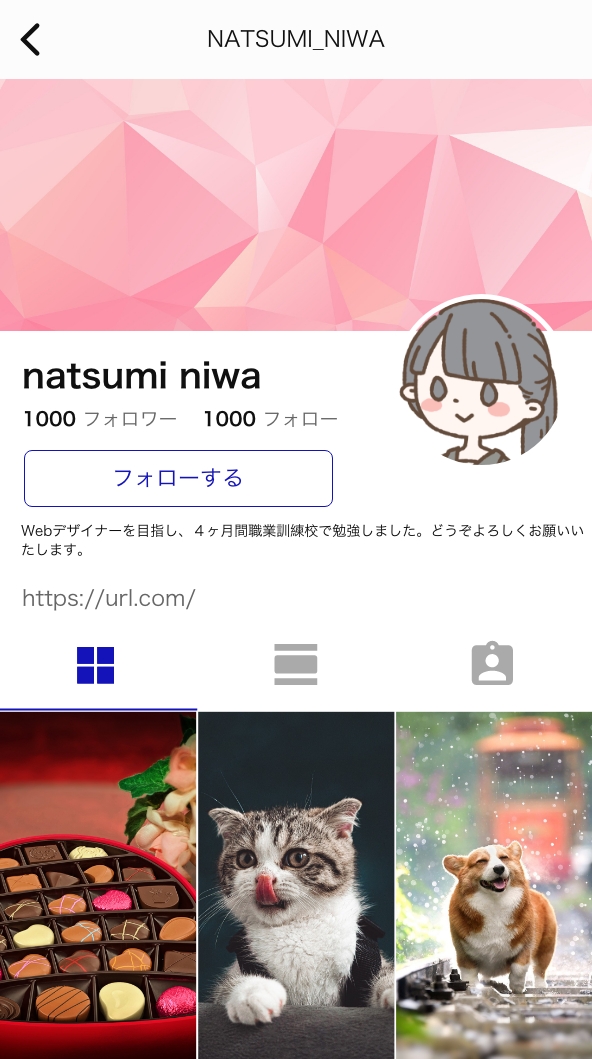 NATSUMI_NIWA
natsumi niwa
1000 フォロワー 1000 フォロー
フォローする
Webデザイナーを目指し、４ヶ月間職業訓練校で勉強しました。どうぞよろしくお願いい
たします。
https://url.com/